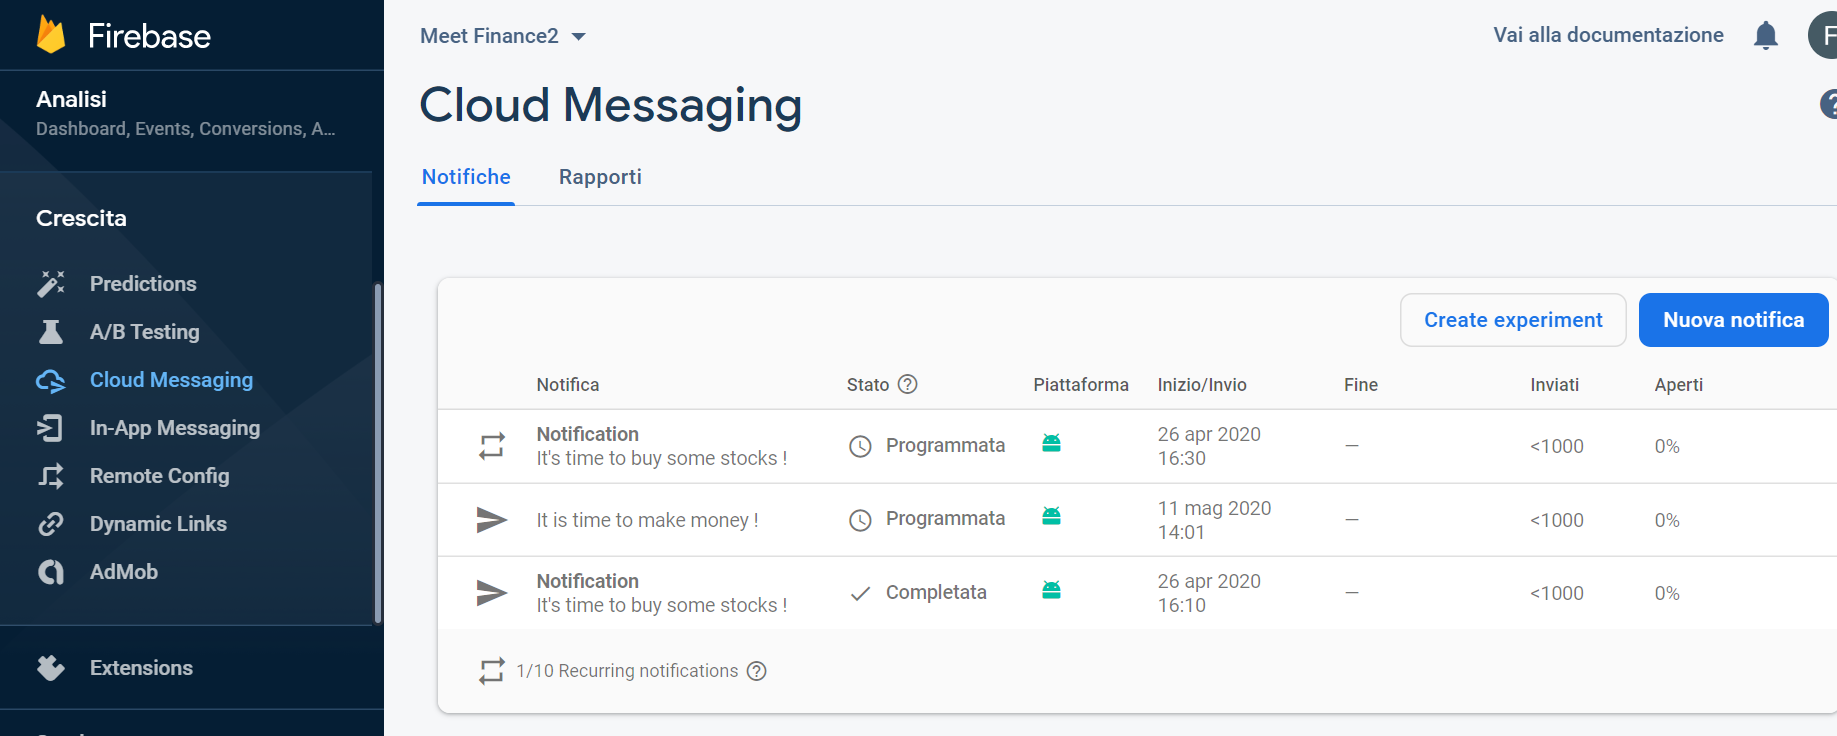 Firebase
Analisi
Dashboard, Events, Conversions, A...
Crescita
Predictions
A/B Testing
Cloud Messaging
In-App Messaging
Remote Config
Dynamic Links
AdMob
Extensions
Meet Finance2
Vai alla documentazione
F
Cloud Messaging
Notifiche
Rapporti
Create experiment
Nuova notifica
Notifica Stato Piattaforma Inizio/Invio Fine Inviati Aperti
Notification
It's time to buy some stocks !
Programmata
26 apr 2020
16:30
—
<1000
0%
It is time to make money !
Programmata
11 mag 2020
14:01
—
<1000
0%
Notification
It's time to buy some stocks !
Completata
26 apr 2020
16:10
—
<1000
0%
1/10 Recurring notifications